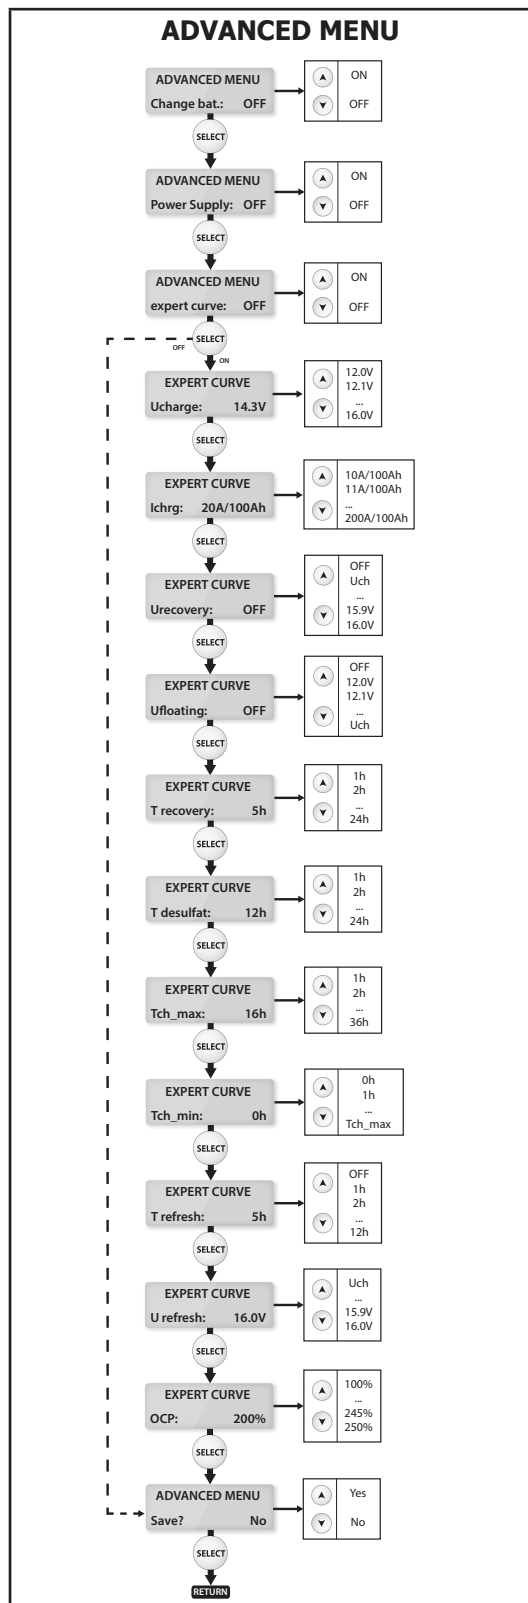 ADVANCED MENU
ADVANCED MENU
Change bat.: OFF
ON
OFF
SELECT
ADVANCED MENU
Power Supply: OFF
ON
OFF
SELECT
ADVANCED MENU
expert curve: OFF
ON
OFF
SELECT
OFF
ON
EXPERT CURVE
Ucharge: 14.3V
12.0V
12.1V
...
16.0V
SELECT
EXPERT CURVE
Ichrg: 20A/100Ah
10A/100Ah
11A/100Ah
...
200A/100Ah
SELECT
EXPERT CURVE
Urecovery: OFF
OFF
Uch
...
15.9V
16.0V
SELECT
EXPERT CURVE
Ufloating: OFF
OFF
12.0V
12.1V
...
Uch
SELECT
EXPERT CURVE
T recovery: 5h
1h
2h
...
24h
SELECT
EXPERT CURVE
T desulfat: 12h
1h
2h
...
24h
SELECT
EXPERT CURVE
Tch_max: 16h
1h
2h
...
36h
SELECT
EXPERT CURVE
Tch_min: 0h
0h
1h
...
Tch_max
SELECT
EXPERT CURVE
T refresh: 5h
OFF
1h
2h
...
12h
SELECT
EXPERT CURVE
U refresh: 16.0V
Uch
...
15.9V
16.0V
SELECT
EXPERT CURVE
OCP: 200%
100%
...
245%
250%
SELECT
ADVANCED MENU
Save? No
Yes
No
SELECT
RETURN